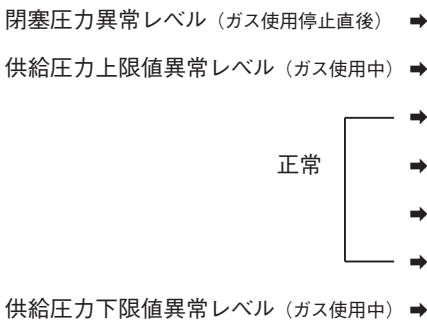 閉塞圧力異常レベル（ガス使用停止直後） ➡
供給圧力上限値異常レベル（ガス使用中） ➡
➡
正常 ➡
➡
➡
供給圧力下限値異常レベル（ガス使用中） ➡